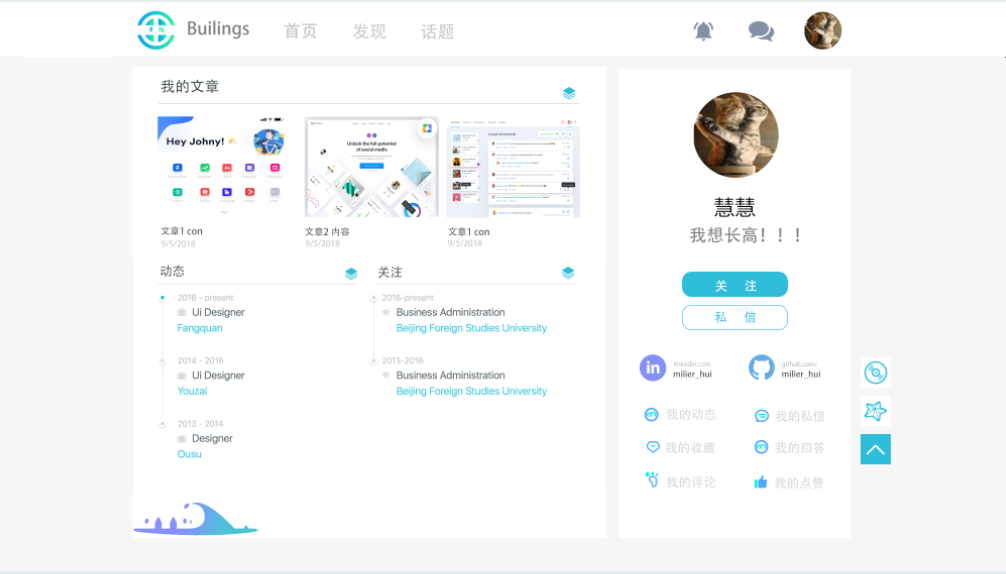 Builings 首页 发现 话题
我的文章
Hey Johny!
Unlock the full potential
of social media
文章1 con
9/5/2018
文章2 内容
9/5/2018
文章1 con
9/5/2018
动态
2016 - present
Ui Designer
Fangquan
2014 - 2016
Ui Designer
Youzai
2013 - 2014
Designer
Ousu
关注
2016-present
Business Administration
Beijing Foreign Studies University
2013-2016
Business Administration
Beijing Foreign Studies University
慧慧
我想长高！！！
关 注
私 信
in
linkedin.com
milier_hui
github.com/
milier_hui
我的动态
我的私信
我的收藏
我的回答
我的评论
我的点赞